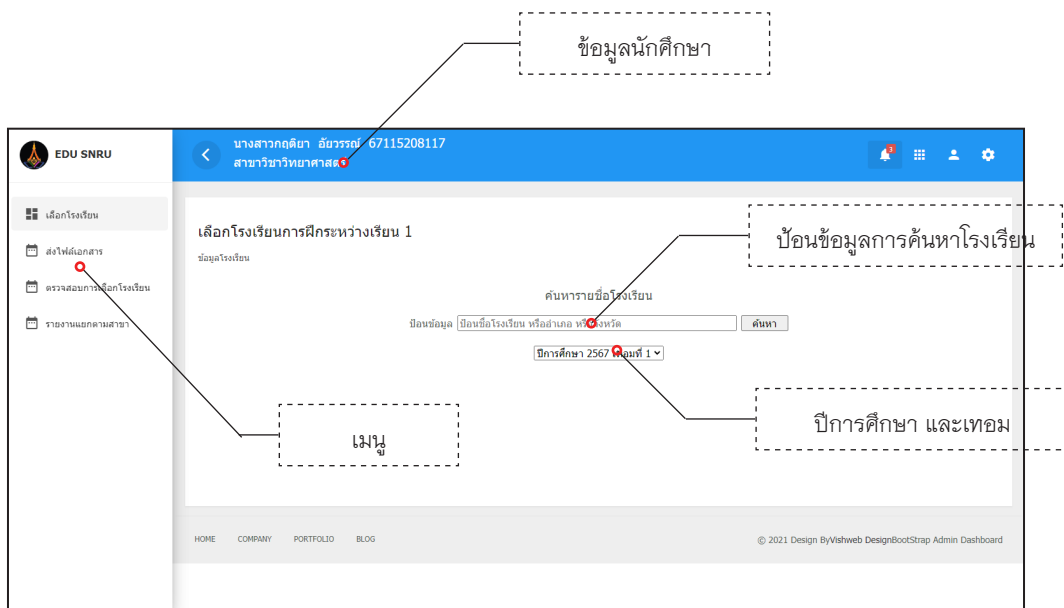 ข้อมูลนักศึกษา
EDU SNRU
นางสาวกฤติยา อัยวรรณ์ 67115208117
สาขาวิชาวิทยาศาสตร์
3
เลือกโรงเรียน
ส่งไฟล์เอกสาร
ตรวจสอบการเลือกโรงเรียน
รายงานแยกตามสาขา
เลือกโรงเรียนการฝึกระหว่างเรียน 1
ข้อมูลโรงเรียน
ป้อนข้อมูลการค้นหาโรงเรียน
ค้นหารายชื่อโรงเรียน
ป้อนข้อมูล ป้อนชื่อโรงเรียน หรืออำเภอ หรือจังหวัด ค้นหา
ปีการศึกษา 2567 เทอมที่ 1
ปีการศึกษา และเทอม
เมนู
HOME COMPANY PORTFOLIO BLOG
© 2021 Design ByVishweb DesignBootStrap Admin Dashboard